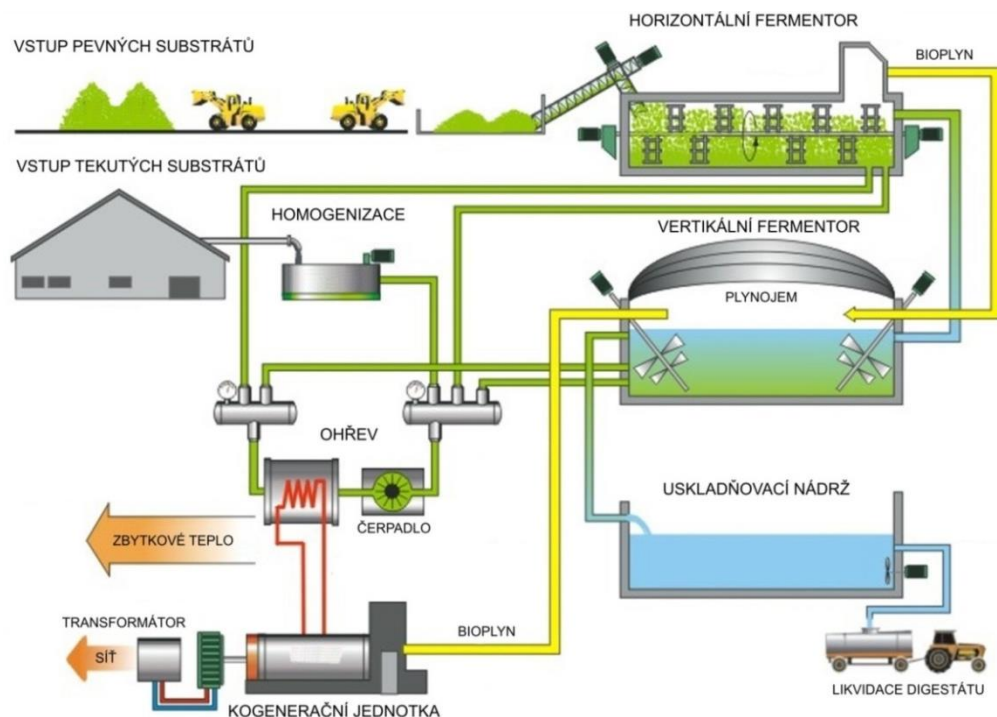 HORIZONTÁLNÍ FERMENTOR
VSTUP PEVNÝCH SUBSTRÁTŮ
BIOPLYN
VSTUP TEKUTÝCH SUBSTRÁTŮ
HOMOGENIZACE
VERTIKÁLNÍ FERMENTOR
PLYNOJEM
OHŘEV
USKLADŇOVACÍ NÁDRŽ
ČERPADLO
ZBYTKOVÉ TEPLO
TRANSFORMÁTOR
BIOPLYN
SÍŤ
LIKVIDACE DIGESTÁTU
KOGENERAČNÍ JEDNOTKA